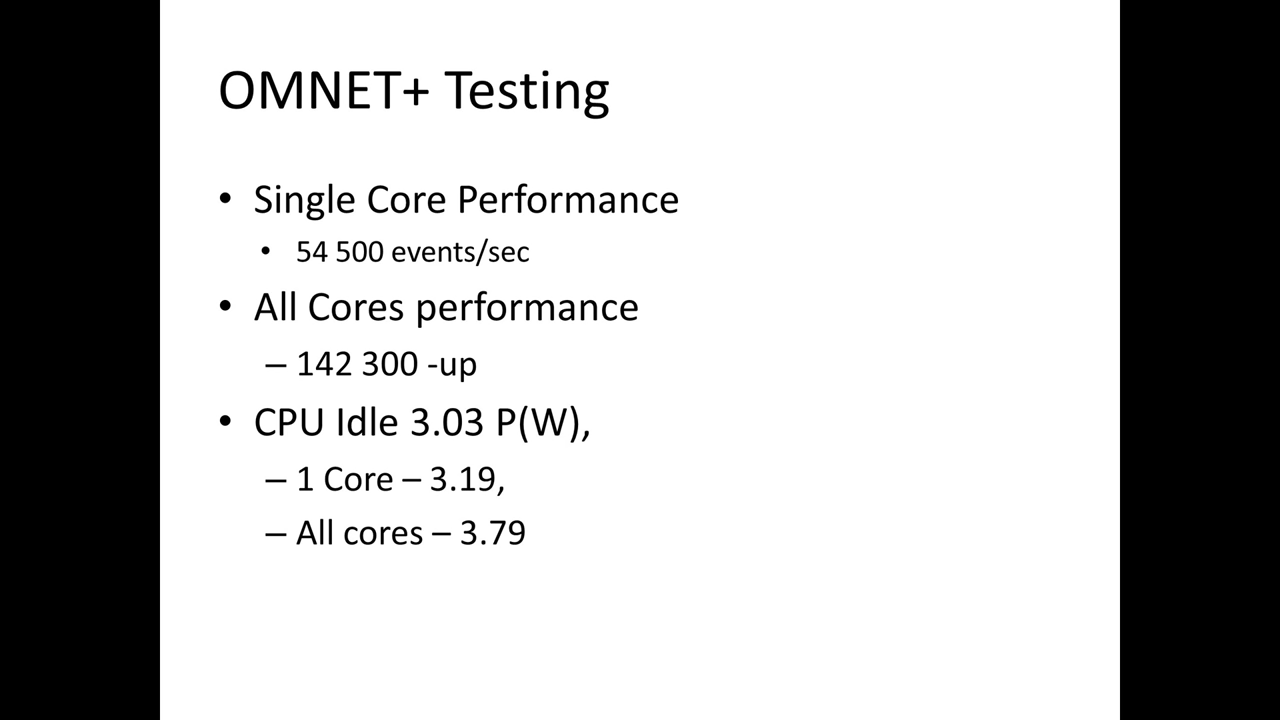 OMNET+ Testing
• Single Core Performance
• 54 500 events/sec
• All Cores performance
– 142 300 -up
• CPU Idle 3.03 P(W),
– 1 Core – 3.19,
– All cores – 3.79